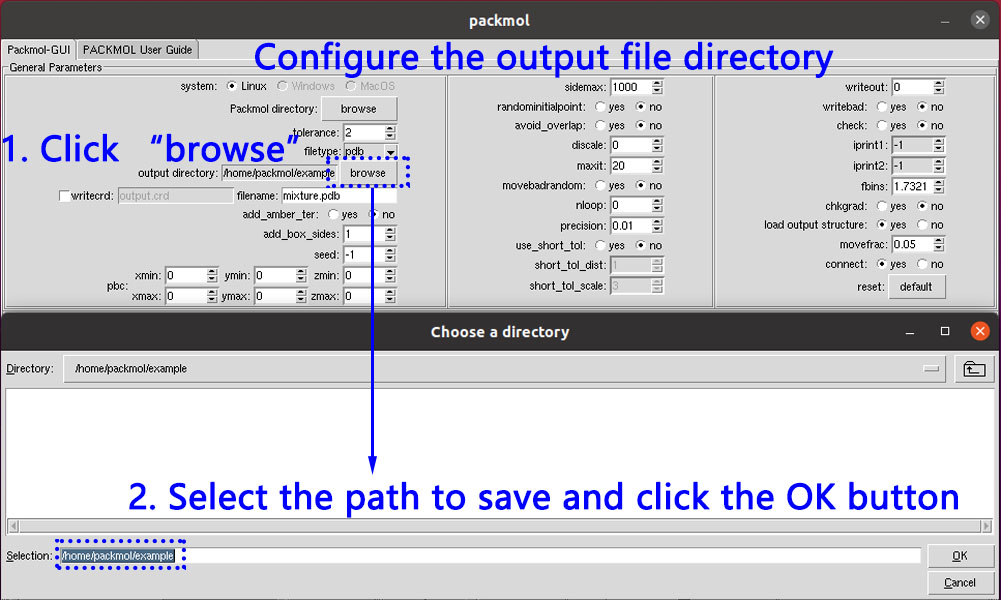 packmol
Packmol-GUI PACKMOL User Guide
Configure the output file directory
General Parameters
system: Linux Windows MacOS
Packmol directory: browse
tolerance: 2
1. Click “browse”
filetype: pdb
output directory: /home/packmol/example browse
writecrd: output.crd filename: mixture.pdb
add_amber_ter: yes no
add_box_sides: 1
seed: -1
pbc:
xmin: 0 ymin: 0 zmin: 0
xmax: 0 ymax: 0 zmax: 0
sidemax: 1000
randominitialpoint: yes no
avoid_overlap: yes no
discale: 0
maxit: 20
movebadrandom: yes no
nloop: 0
precision: 0.01
use_short_tol: yes no
short_tol_dist: 1
short_tol_scale: 3
writeout: 0
writebad: yes no
check: yes no
iprint1: -1
iprint2: -1
fbins: 1.7321
chkgrad: yes no
load output structure: yes no
movefrac: 0.05
connect: yes no
reset: default
Choose a directory
Directory: /home/packmol/example
2. Select the path to save and click the OK button
Selection: /home/packmol/example
OK
Cancel